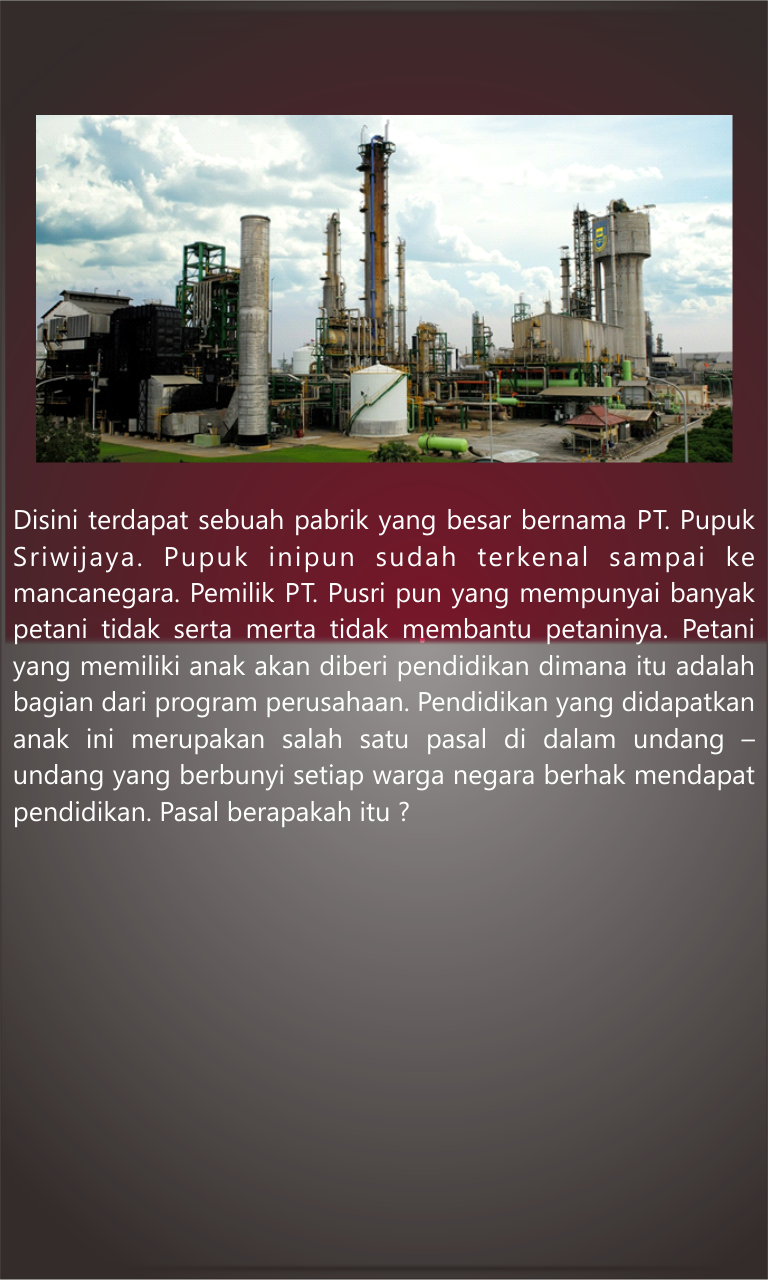 Disini terdapat sebuah pabrik yang besar bernama PT. Pupuk
Sriwijaya. Pupuk inipun sudah terkenal sampai ke
mancanegara. Pemilik PT. Pusri pun yang mempunyai banyak
petani tidak serta merta tidak membantu petaninya. Petani
yang memiliki anak akan diberi pendidikan dimana itu adalah
bagian dari program perusahaan. Pendidikan yang didapatkan
anak ini merupakan salah satu pasal di dalam undang –
undang yang berbunyi setiap warga negara berhak mendapat
pendidikan. Pasal berapakah itu ?